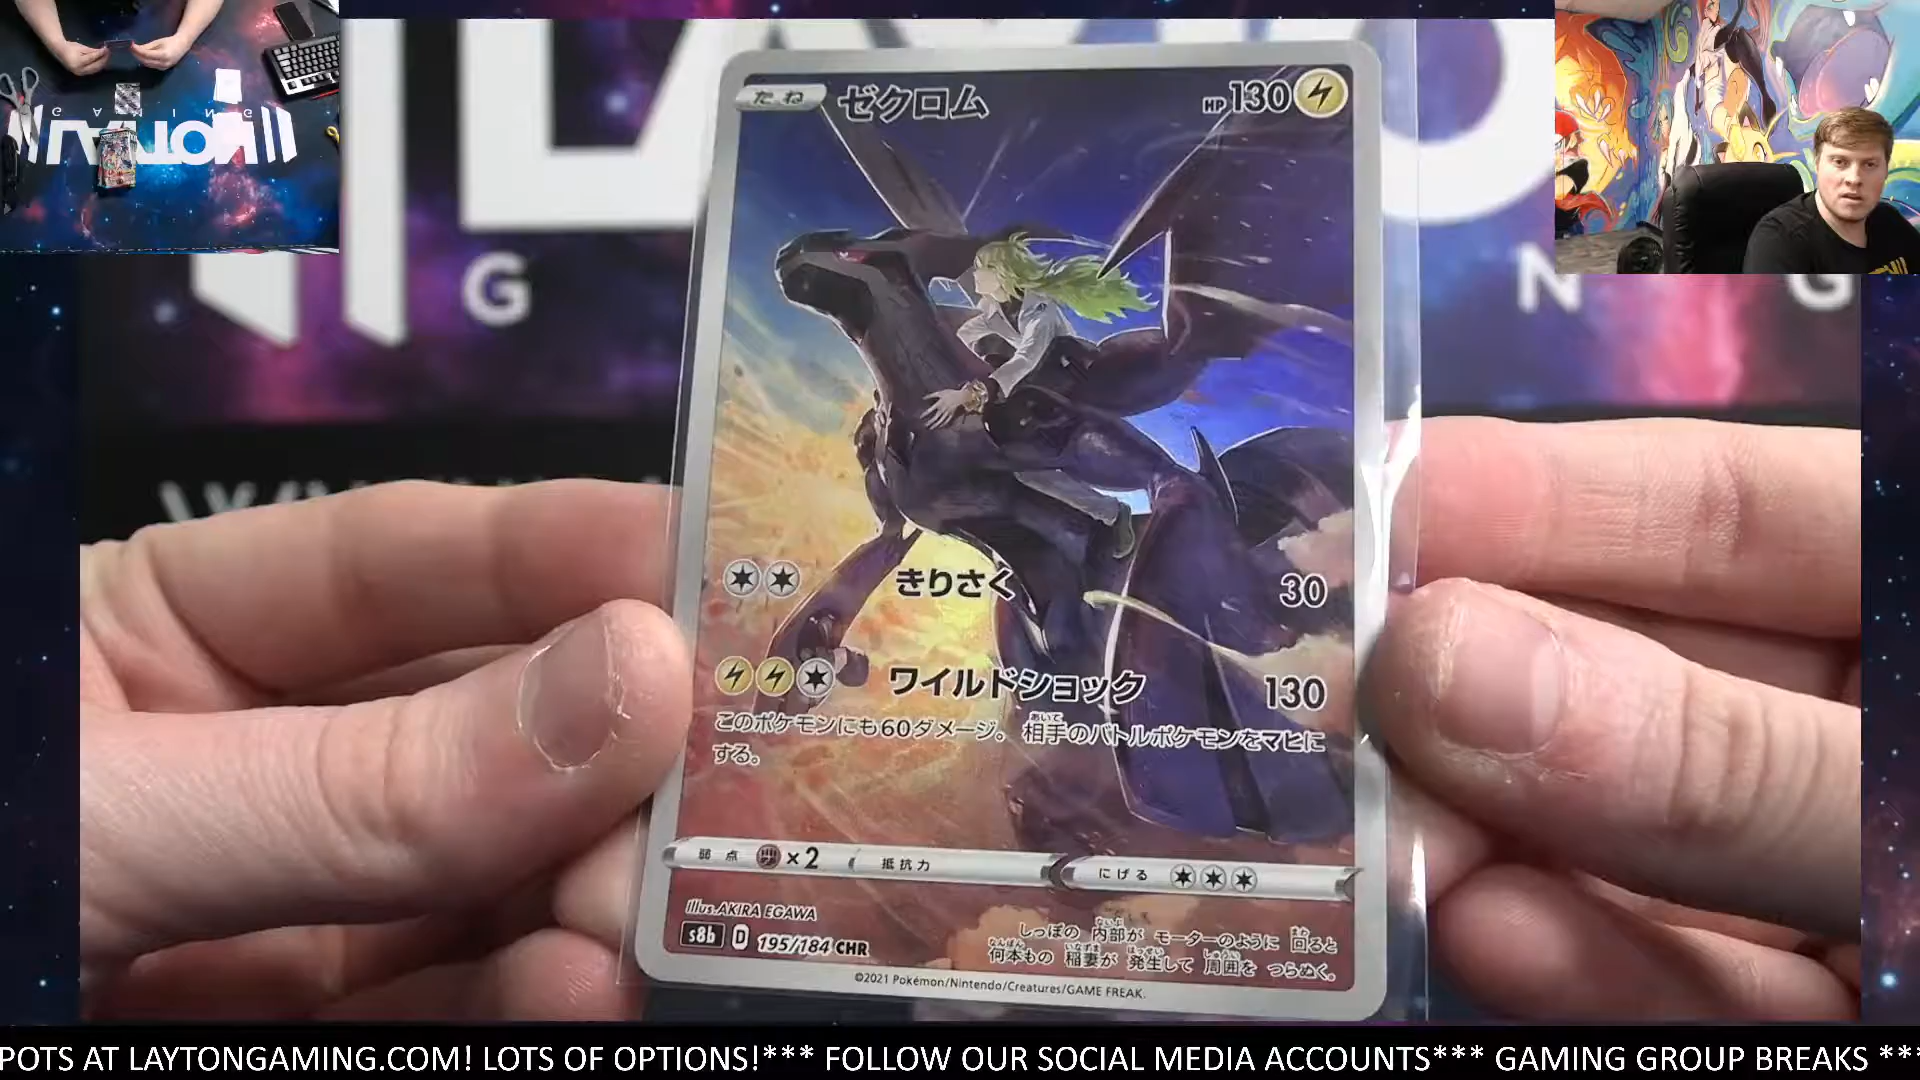 たね ゼクロム HP130
きりさく 30
ワイルドショック 130
このポケモンにも60ダメージ。相手のバトルポケモンをマヒに
あいて
する。
弱点 ×2 抵抗力 にげる
Illus. AKIRA EGAWA
s8b D 195/184 CHR
しっぽの 内部が モーターのように 回ると
何本もの 稲妻が 発生して 周囲を つらぬく。
©2021 Pokémon/Nintendo/Creatures/GAME FREAK.
G N G
POTS AT LAYTONGAMING.COM! LOTS OF OPTIONS!*** FOLLOW OUR SOCIAL MEDIA ACCOUNTS*** GAMING GROUP BREAKS **